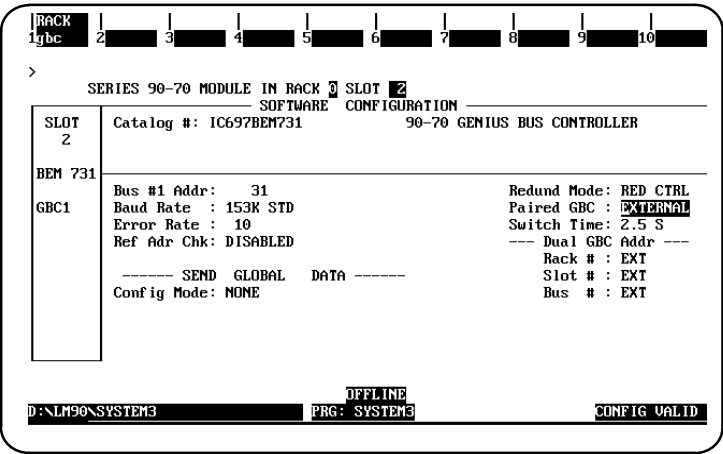 RACK
1gbc 2 3 4 5 6 7 8 9 10
>
SERIES 90-70 MODULE IN RACK 0 SLOT 2
SOFTWARE CONFIGURATION
SLOT Catalog #: IC697BEM731 90-70 GENIUS BUS CONTROLLER
2
BEM 731
Bus #1 Addr: 31 Redund Mode: RED CTRL
GBC1 Baud Rate : 153K STD Paired GBC : EXTERNAL
Error Rate : 10 Switch Time: 2.5 S
Ref Adr Chk: DISABLED --- Dual GBC Addr ---
Rack # : EXT
------ SEND GLOBAL DATA ------ Slot # : EXT
Config Mode: NONE Bus # : EXT
OFFLINE
D:\LM90\SYSTEM3 PRG: SYSTEM3 CONFIG VALID